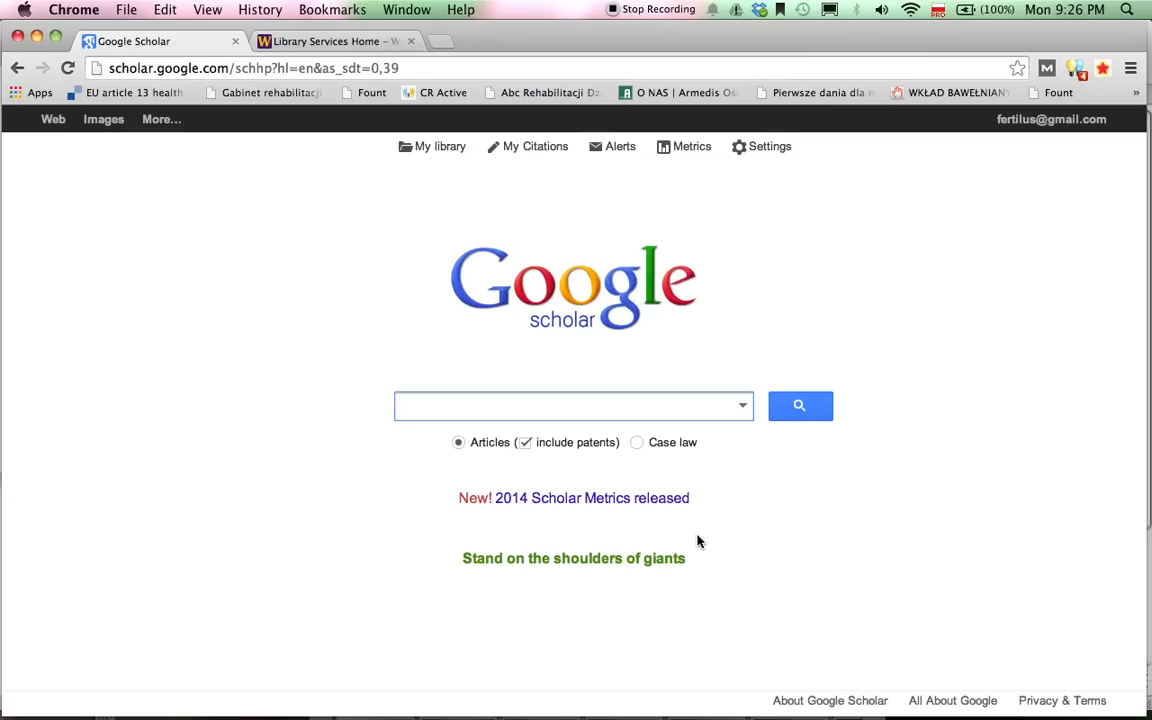 Chrome File Edit View History Bookmarks Window Help Stop Recording PRO (100%) Mon 9:26 PM
Google Scholar Library Services Home – W
scholar.google.com/schhp?hl=en&as_sdt=0,39
Apps EU article 13 health Gabinet rehabilitacji Fount CR Active Abc Rehabilitacji Dz O NAS | Armedis Ośr Pierwsze dania dla m WKŁAD BAWEŁNIANY Fount »
Web Images More... fertilus@gmail.com
My library My Citations Alerts Metrics Settings
Google
scholar
Articles ( include patents) Case law
New! 2014 Scholar Metrics released
Stand on the shoulders of giants
About Google Scholar All About Google Privacy & Terms